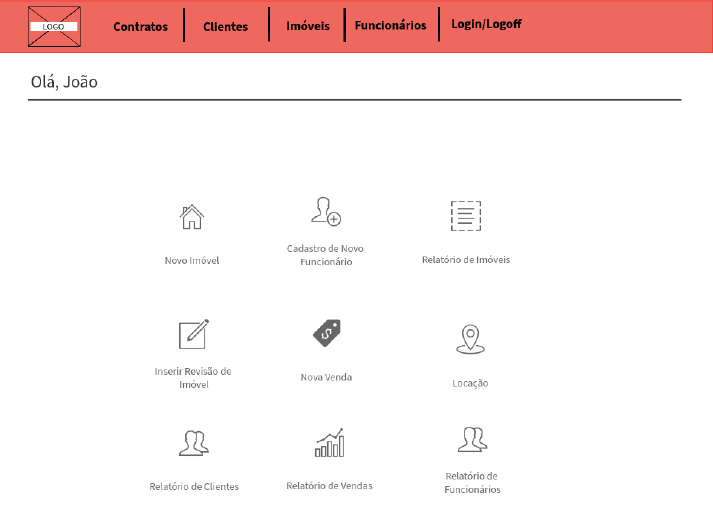 LOGO
Contratos
Clientes
Imóveis
Funcionários
Login/Logoff
Olá, João
Novo Imóvel
Cadastro de Novo
Funcionário
Relatório de Imóveis
Inserir Revisão de
Imóvel
Nova Venda
Locação
Relatório de Clientes
Relatório de Vendas
Relatório de
Funcionários